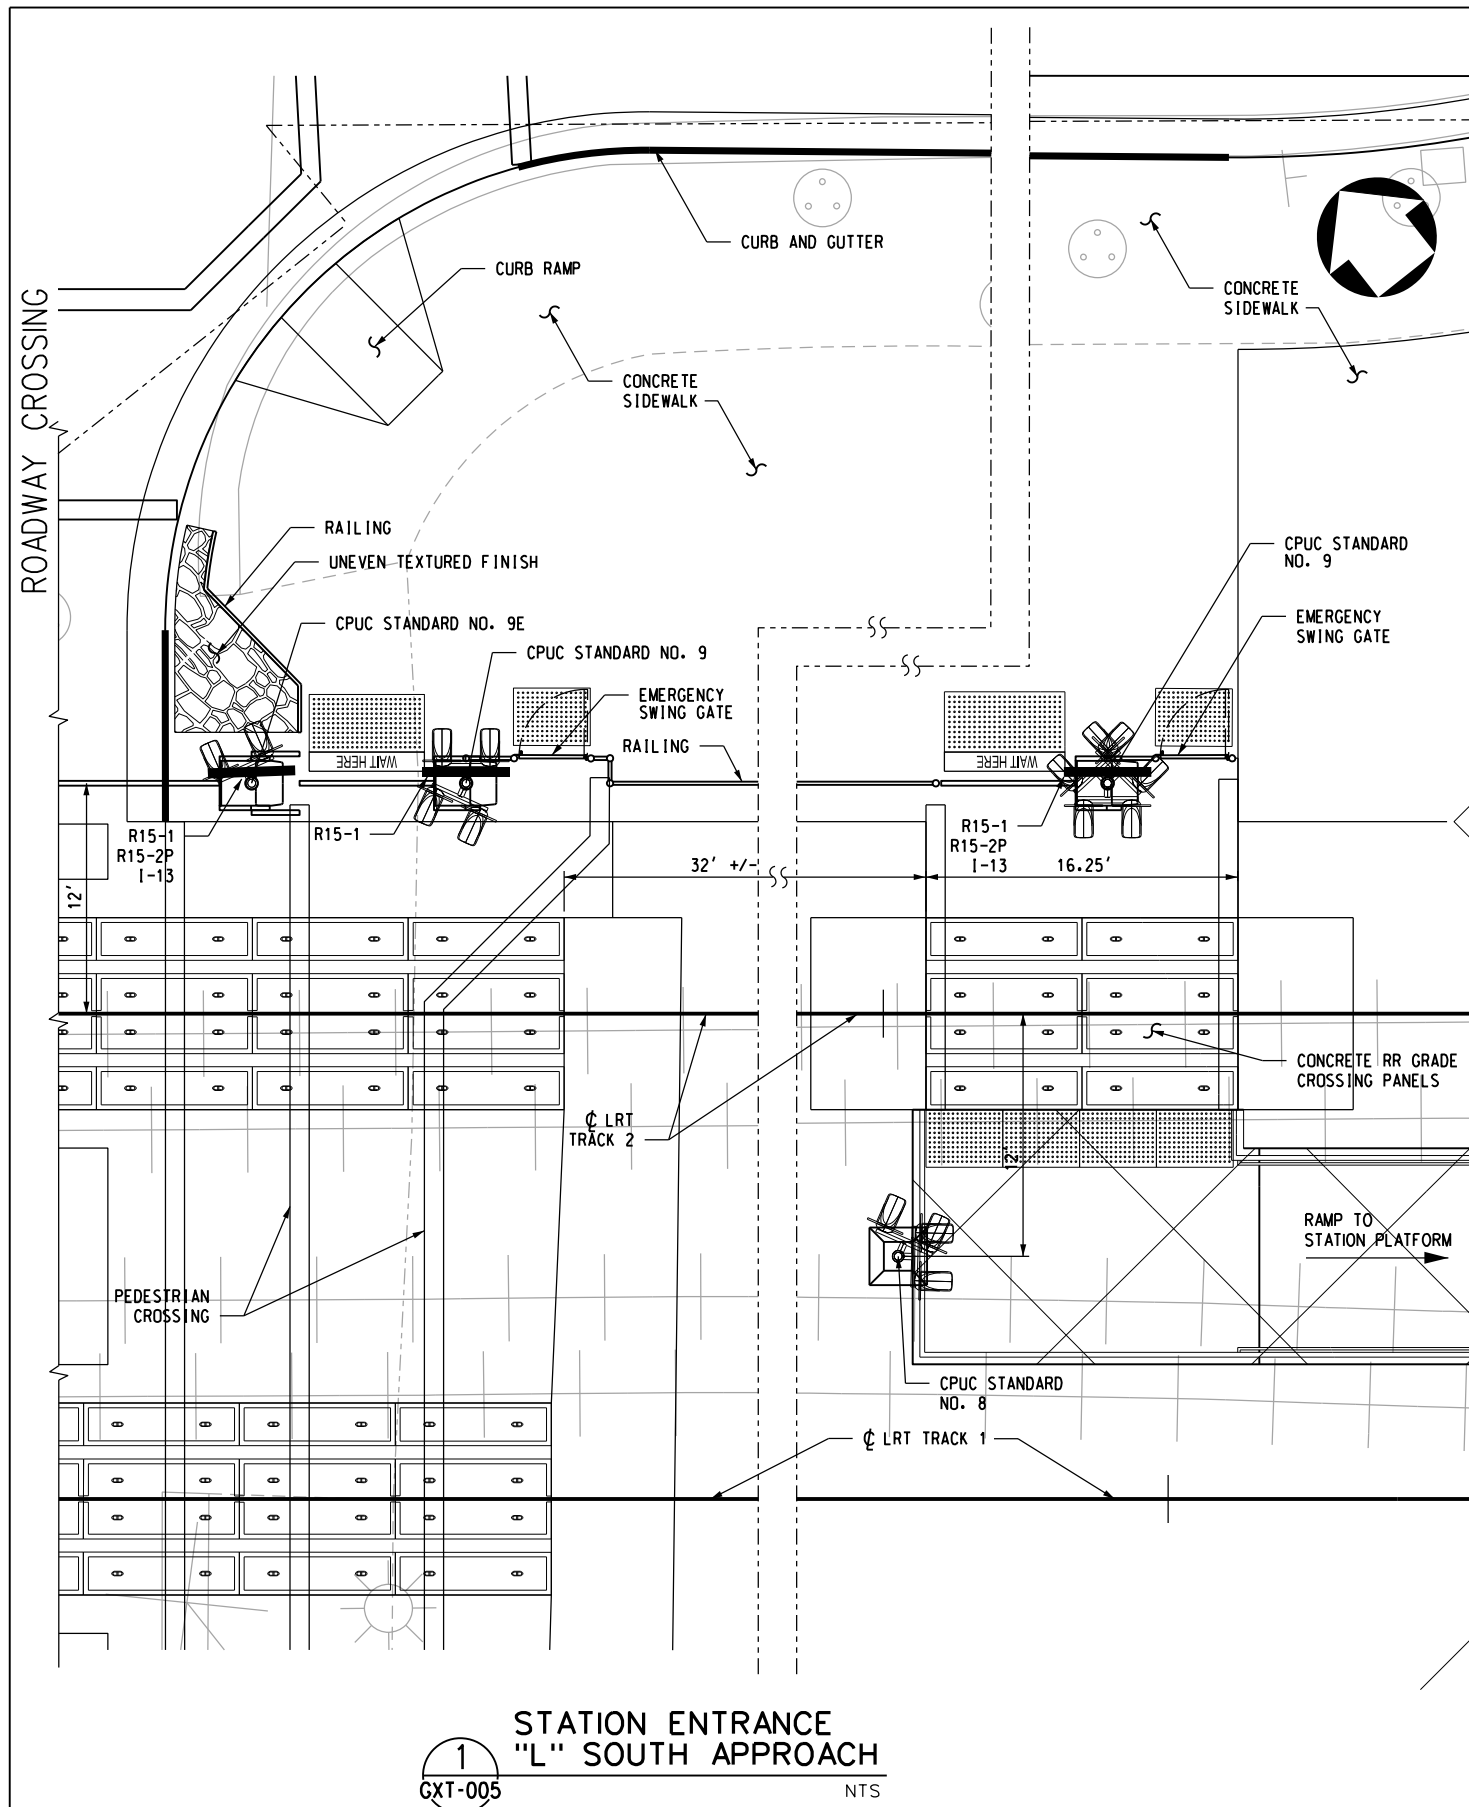 ROADWAY CROSSING
CURB AND GUTTER
CURB RAMP
CONCRETE
SIDEWALK
CONCRETE
SIDEWALK
RAILING
UNEVEN TEXTURED FINISH
CPUC STANDARD NO. 9E
CPUC STANDARD NO. 9
CPUC STANDARD
NO. 9
EMERGENCY
SWING GATE
EMERGENCY
SWING GATE
RAILING
WAIT HERE
WAIT HERE
R15-1
R15-2P
I-13
R15-1
R15-1
R15-2P
I-13
12'
32' +/-
16.25'
CONCRETE RR GRADE
CROSSING PANELS
℄ LRT
TRACK 2
12'
RAMP TO
STATION PLATFORM
PEDESTRIAN
CROSSING
CPUC STANDARD
NO. 8
℄ LRT TRACK 1
STATION ENTRANCE
"L" SOUTH APPROACH
1
GXT-005
NTS